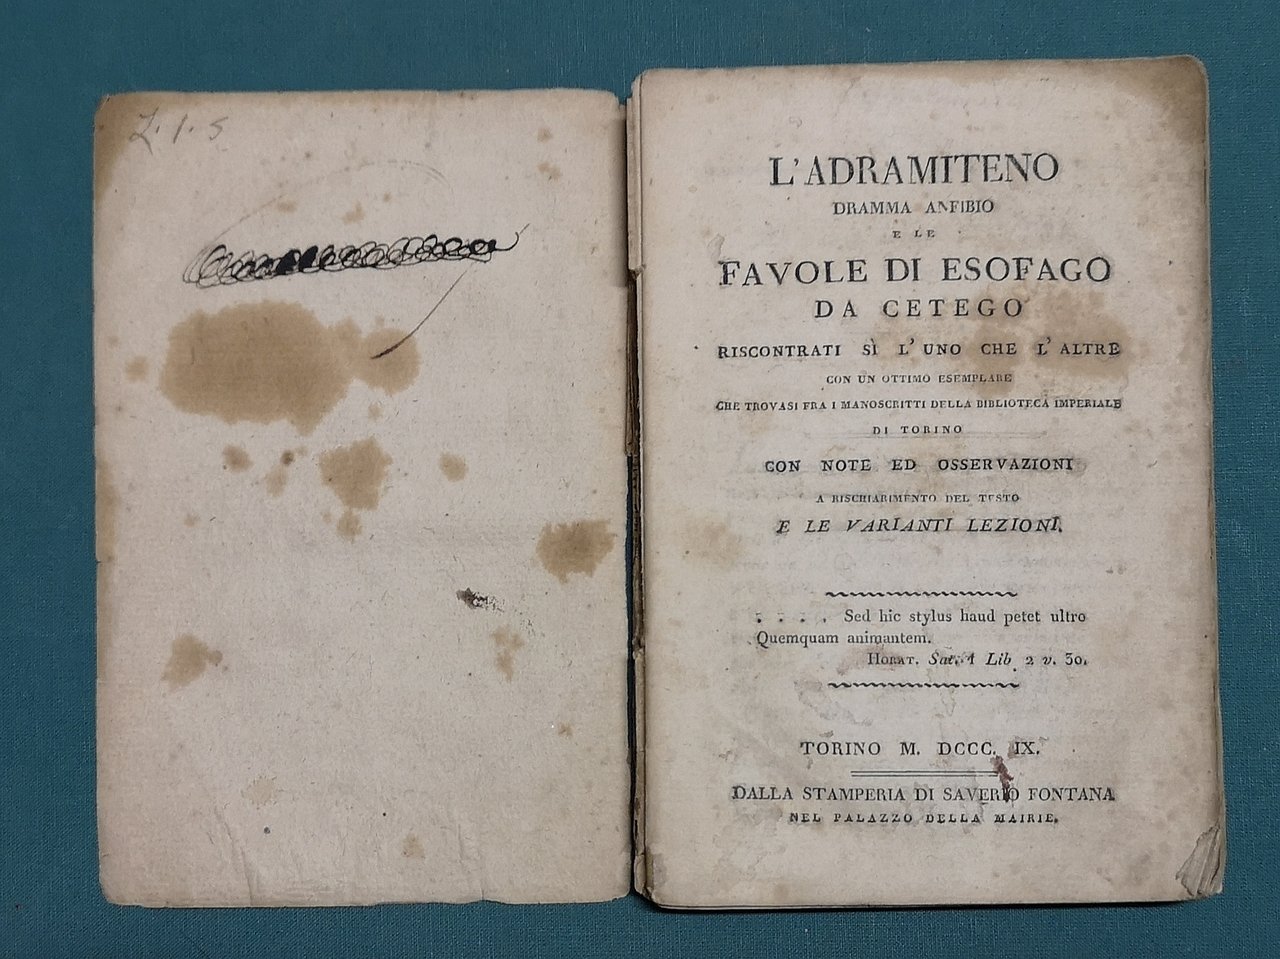 2.1.5
L'ADRAMITENO
DRAMMA ANFIBIO
E LE
FAVOLE DI ESOFAGO
DA CETEGO
RISCONTRATI SÌ L'UNO CHE L'ALTRE
CON UN OTTIMO ESEMPLARE
CHE TROVASI FRA I MANOSCRITTI DELLA BIBLIOTECA IMPERIALE
DI TORINO
CON NOTE ED OSSERVAZIONI
A RISCHIARIMENTO DEL TESTO
E LE VARIANTI LEZIONI.
. . . . Sed hic stylus haud petet ultro
Quemquam animantem.
HORAT. Sat. 1 Lib 2 v. 30.
TORINO M. DCCC. IX.
DALLA STAMPERIA DI SAVERIO FONTANA
NEL PALAZZO DELLA MAIRIE.